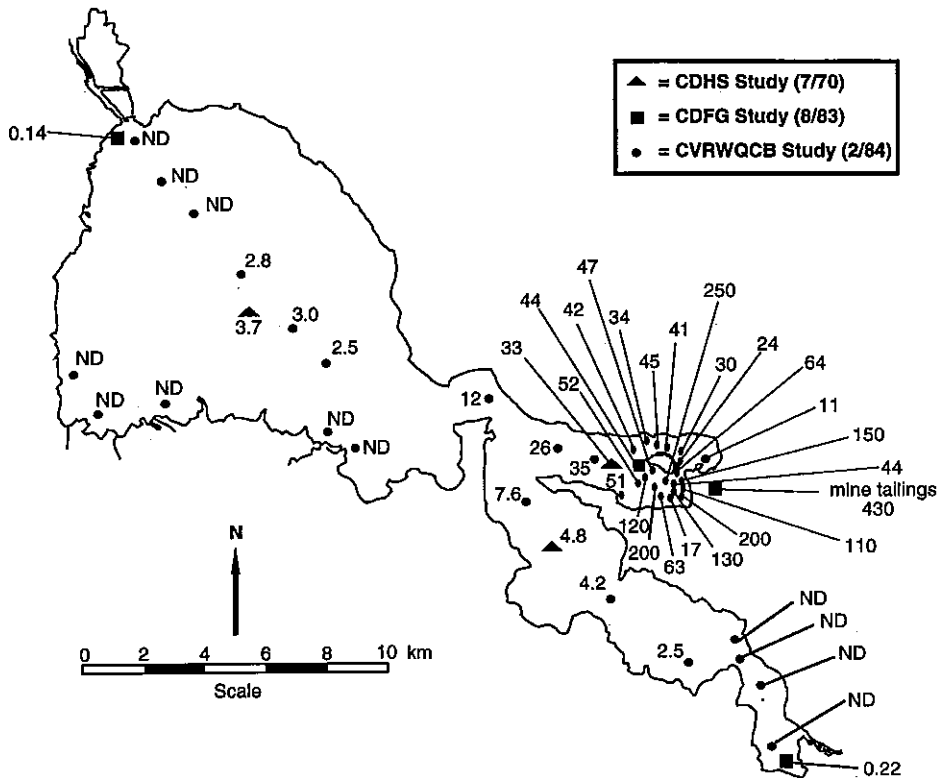 ▲ = CDHS Study (7/70)
■ = CDFG Study (8/83)
● = CVRWQCB Study (2/84)
0.14
ND
ND
ND
2.8
3.7
3.0
2.5
ND
ND
ND
ND
ND
12
26
35
51
7.6
4.8
4.2
2.5
33
52
44
42
47
34
45
41
250
30
24
64
11
150
44
mine tailings
430
110
200
130
17
63
200
120
ND
ND
ND
ND
0.22
N
0 2 4 6 8 10 km
Scale